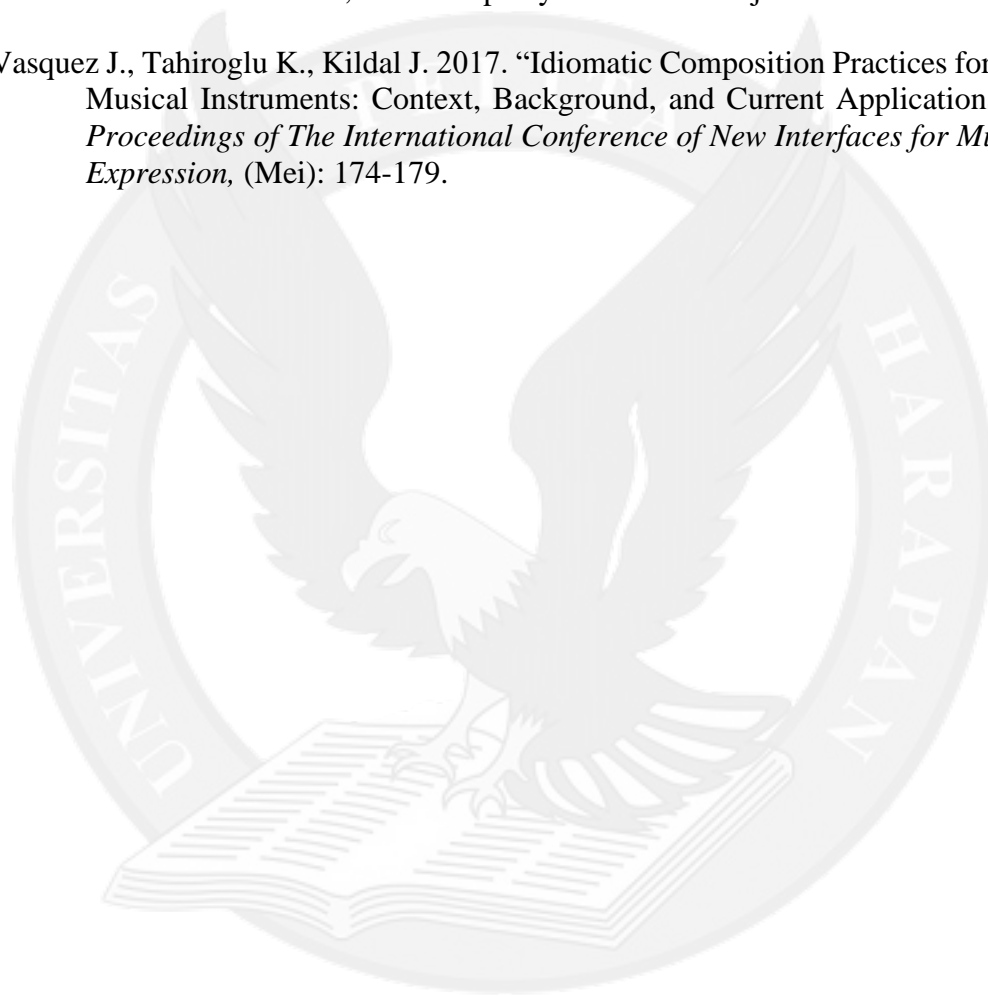 Vasquez J., Tahiroglu K., Kildal J. 2017. “Idiomatic Composition Practices for
Musical Instruments: Context, Background, and Current Application
Proceedings of The International Conference of New Interfaces for Mu
Expression, (Mei): 174-179.
UNIVERSITAS
HARAPAN